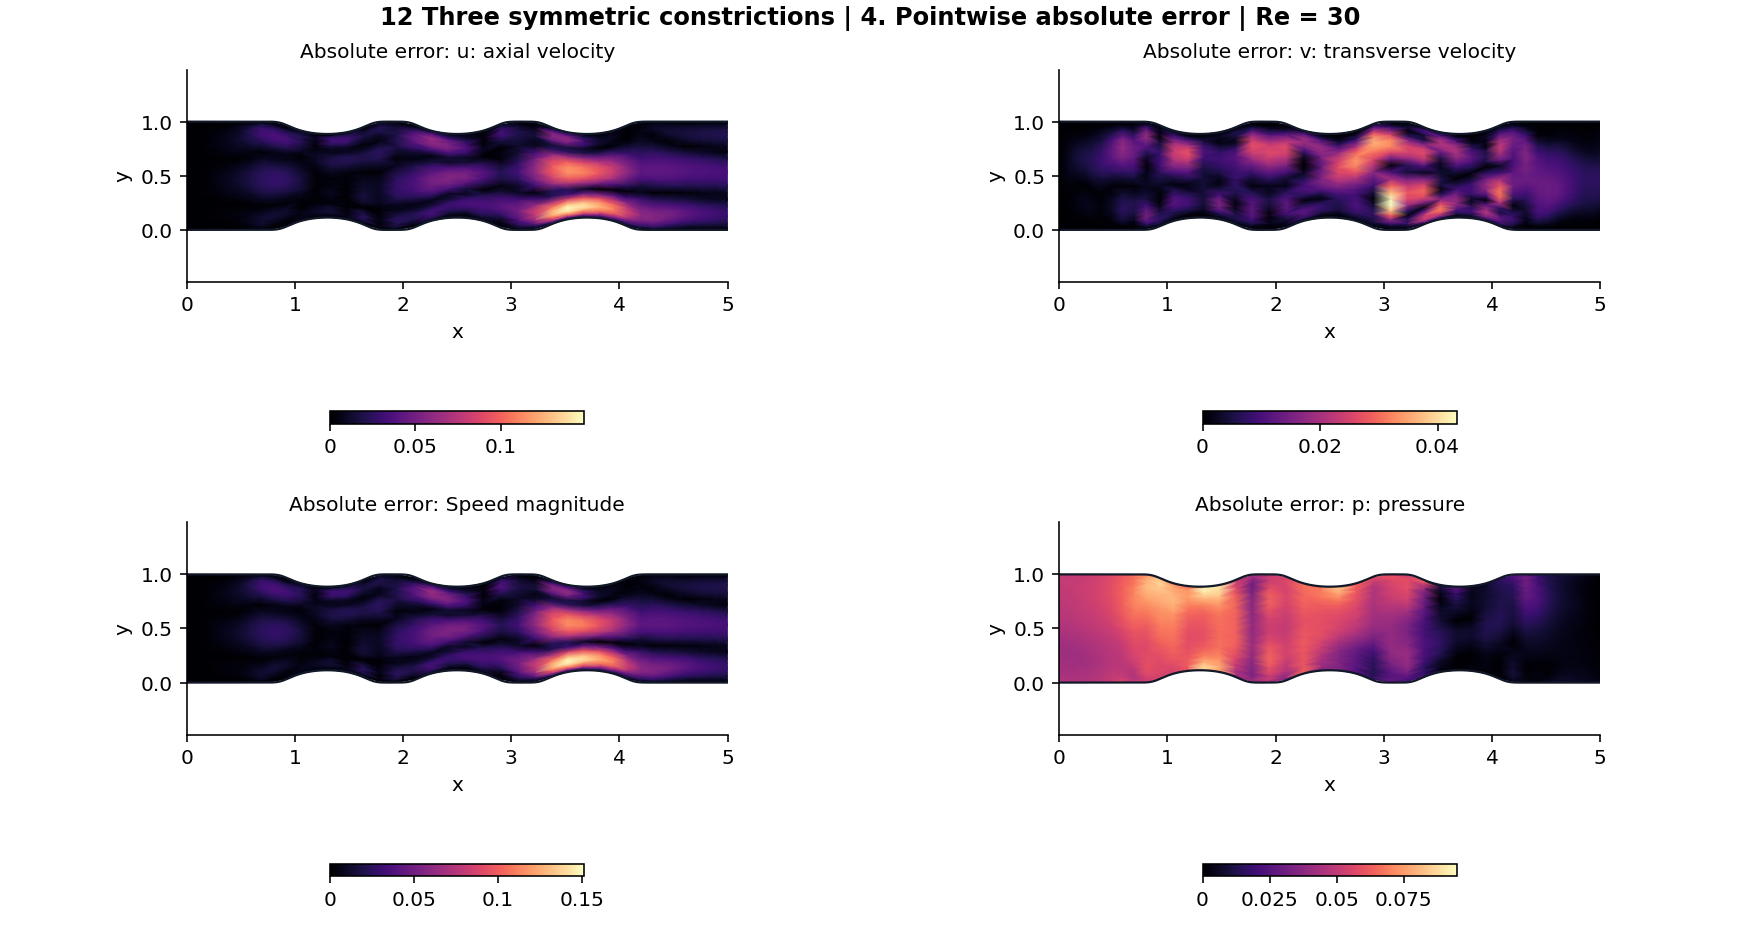 12 Three symmetric constrictions | 4. Pointwise absolute error | Re = 30
Absolute error: u: axial velocity
1.0
0.5
0.0
y
0 1 2 3 4 5
x
0 0.05 0.1
Absolute error: v: transverse velocity
1.0
0.5
0.0
y
0 1 2 3 4 5
x
0 0.02 0.04
Absolute error: Speed magnitude
1.0
0.5
0.0
y
0 1 2 3 4 5
x
0 0.05 0.1 0.15
Absolute error: p: pressure
1.0
0.5
0.0
y
0 1 2 3 4 5
x
0 0.025 0.05 0.075